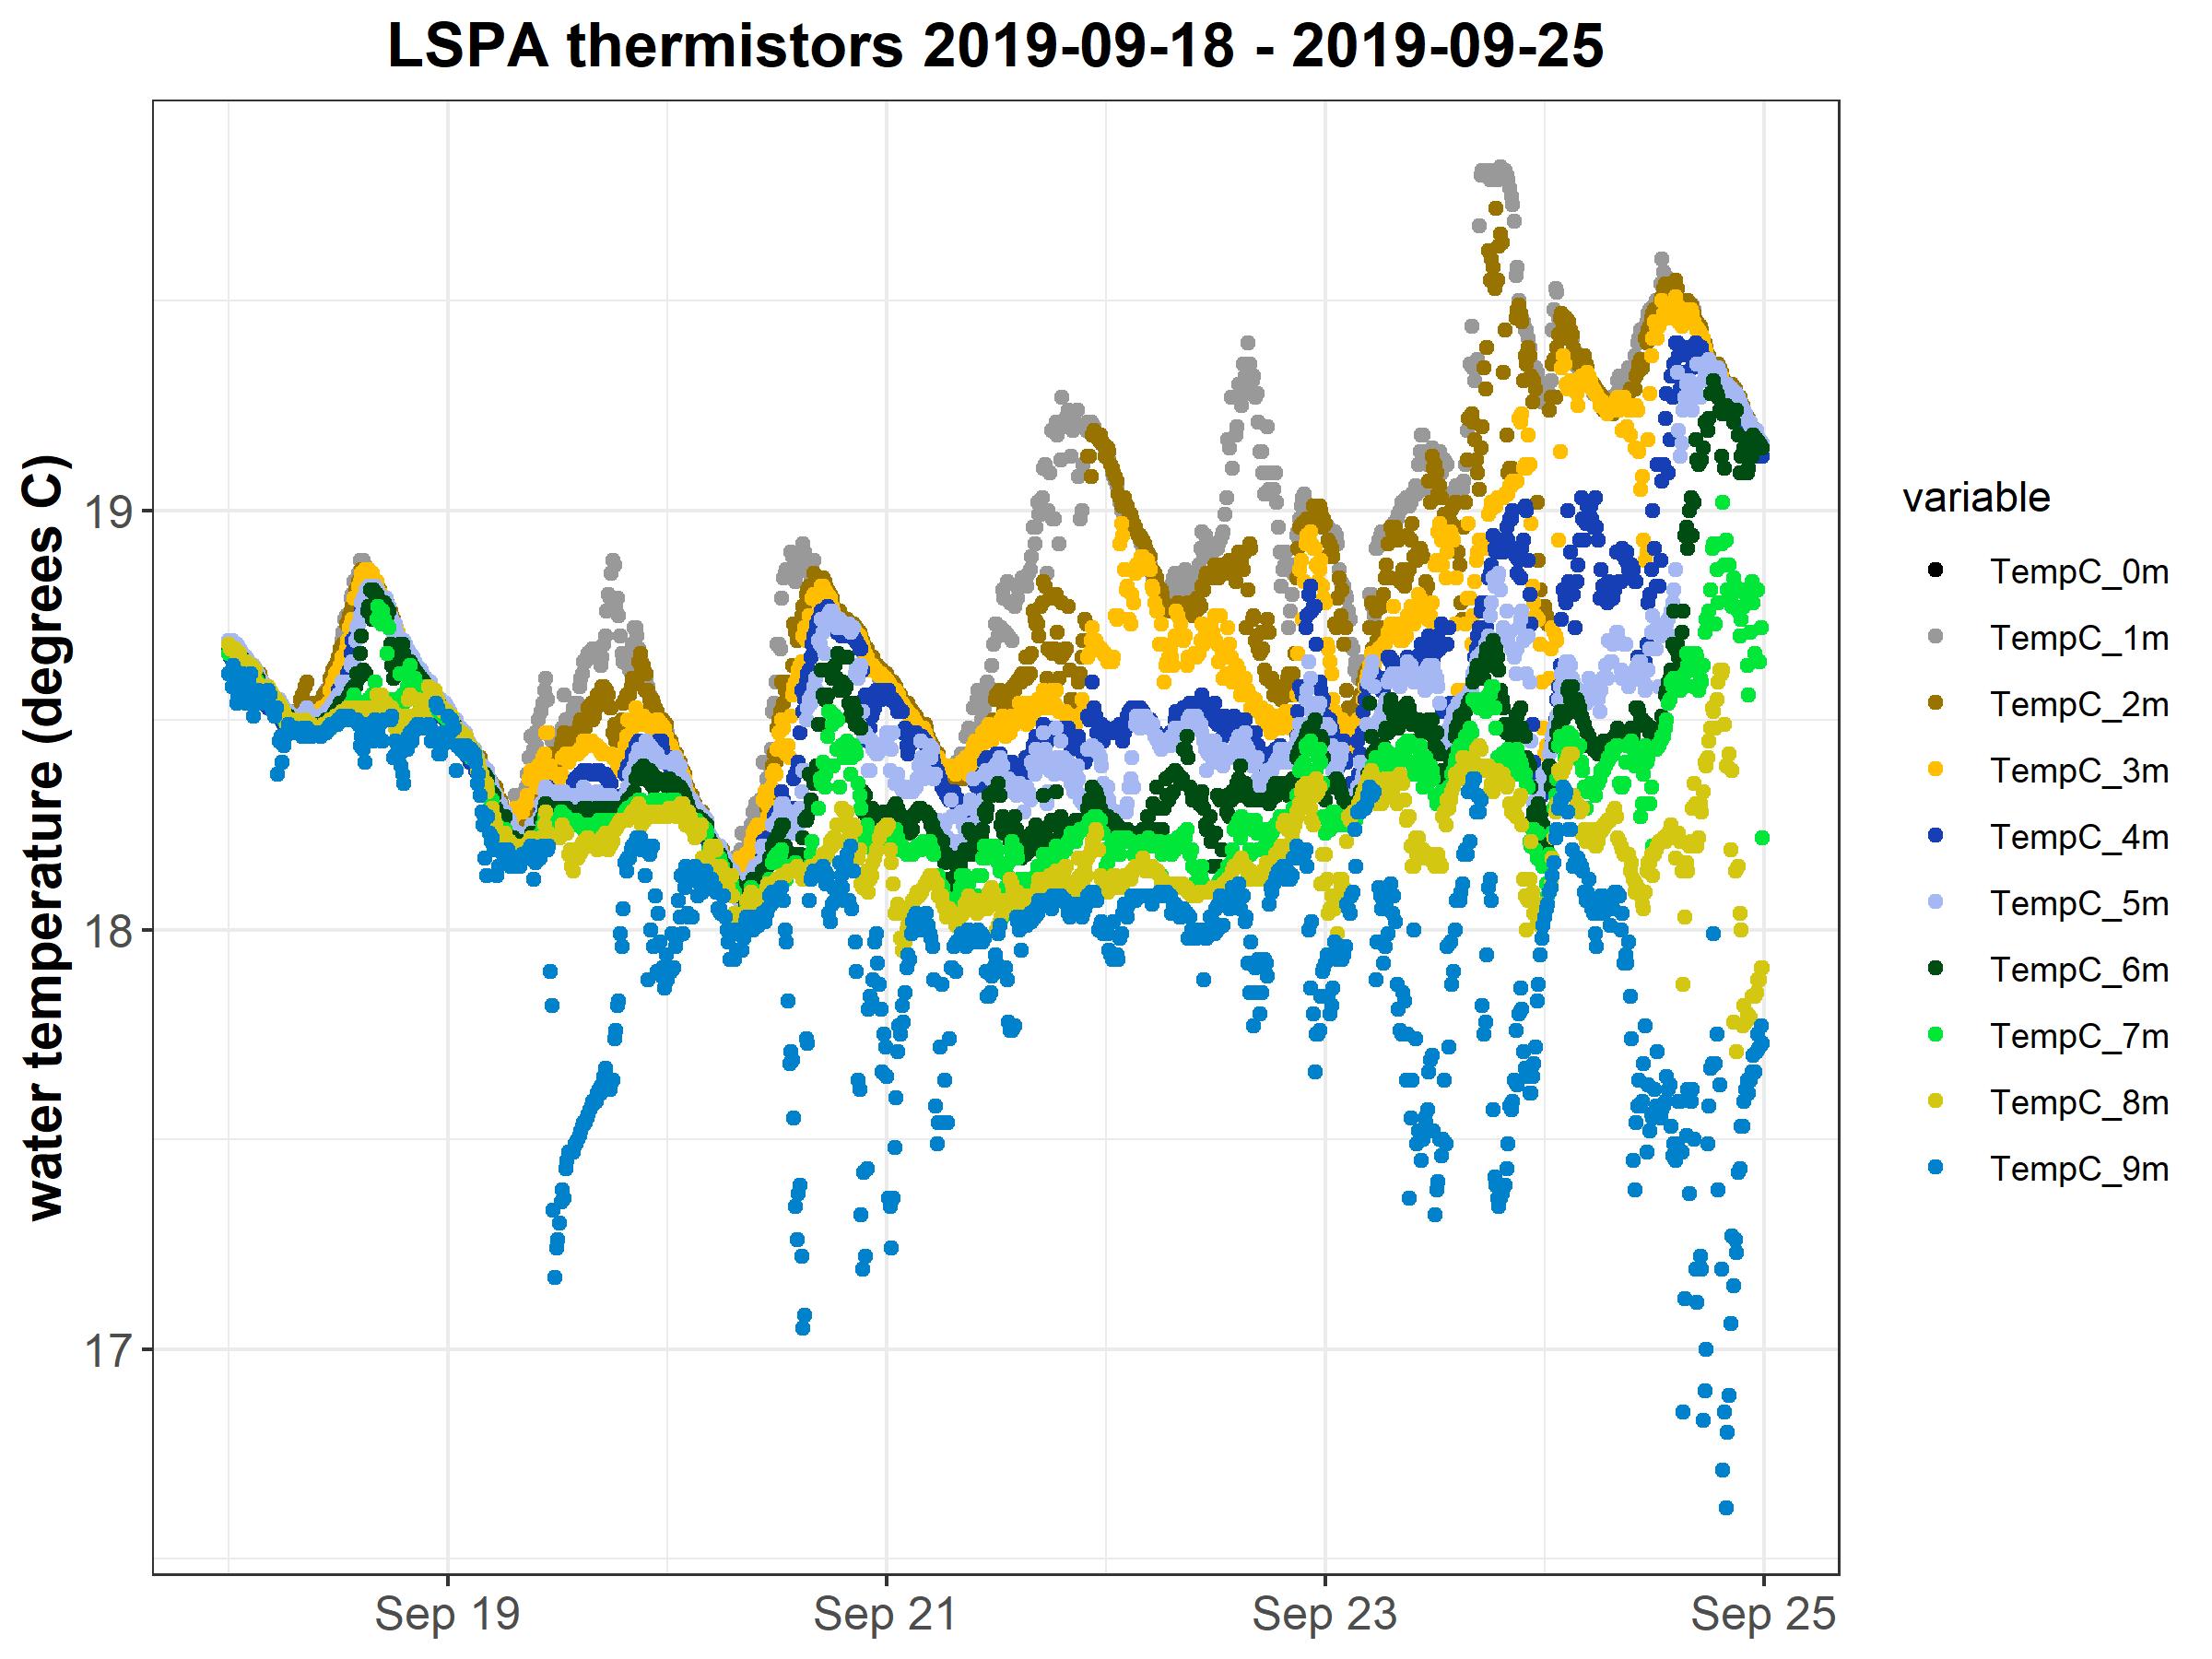 LSPA thermistors 2019-09-18 - 2019-09-25
water temperature (degrees C)
19
18
17
Sep 19
Sep 21
Sep 23
Sep 25
variable
TempC_0m
TempC_1m
TempC_2m
TempC_3m
TempC_4m
TempC_5m
TempC_6m
TempC_7m
TempC_8m
TempC_9m